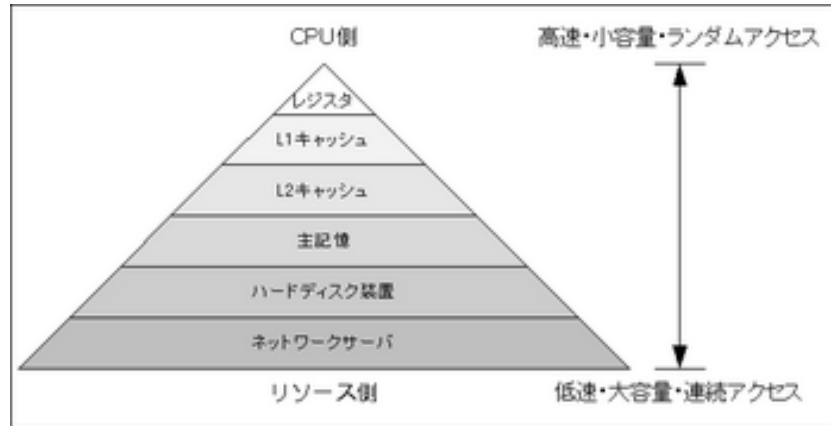 CPU側
高速・小容量・ランダムアクセス
レジスタ
L1キャッシュ
L2キャッシュ
主記憶
ハードディスク装置
ネットワークサーバ
リソース側
低速・大容量・連続アクセス